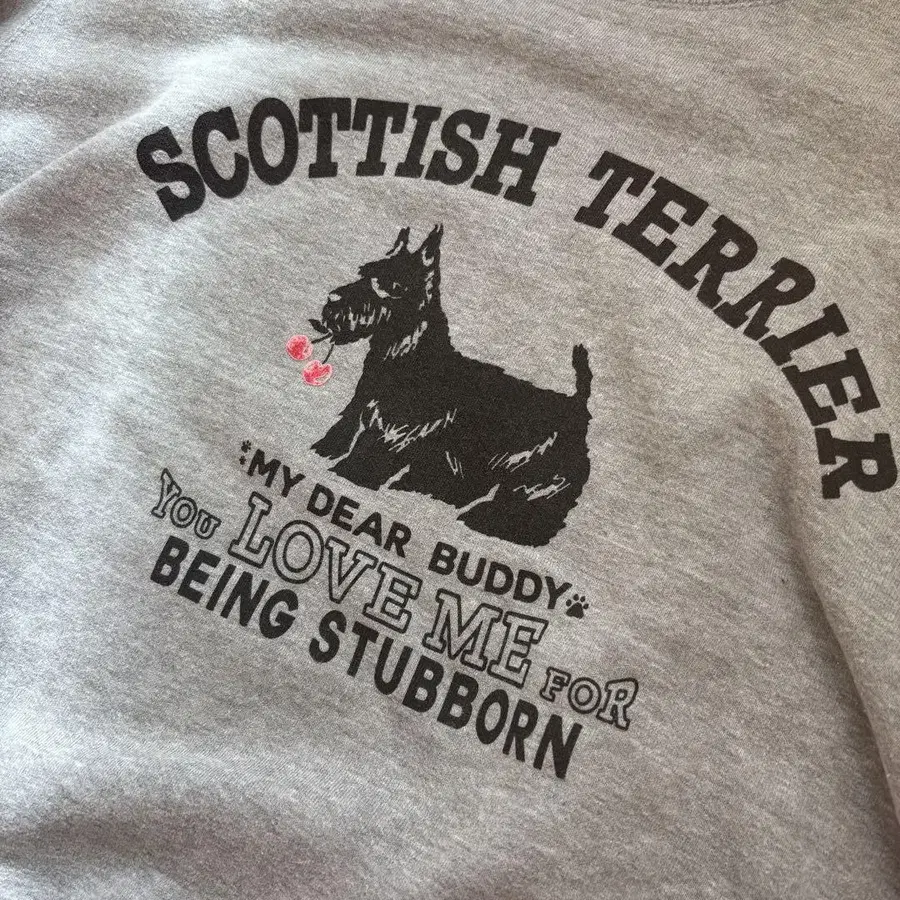 SCOTTISH TERRIER
MY DEAR BUDDY
YOU LOVE ME FOR
BEING STUBBORN